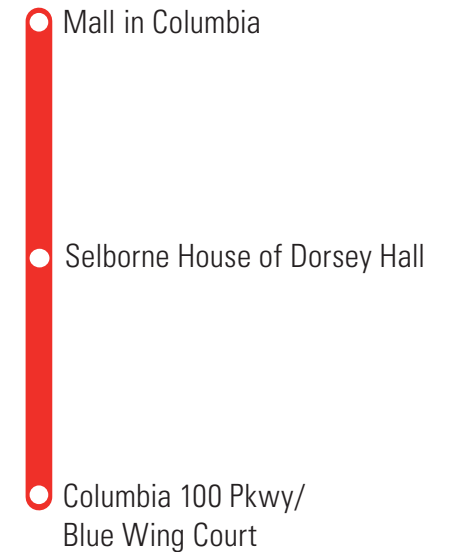 Mall in Columbia
Selborne House of Dorsey Hall
Columbia 100 Pkwy/
Blue Wing Court